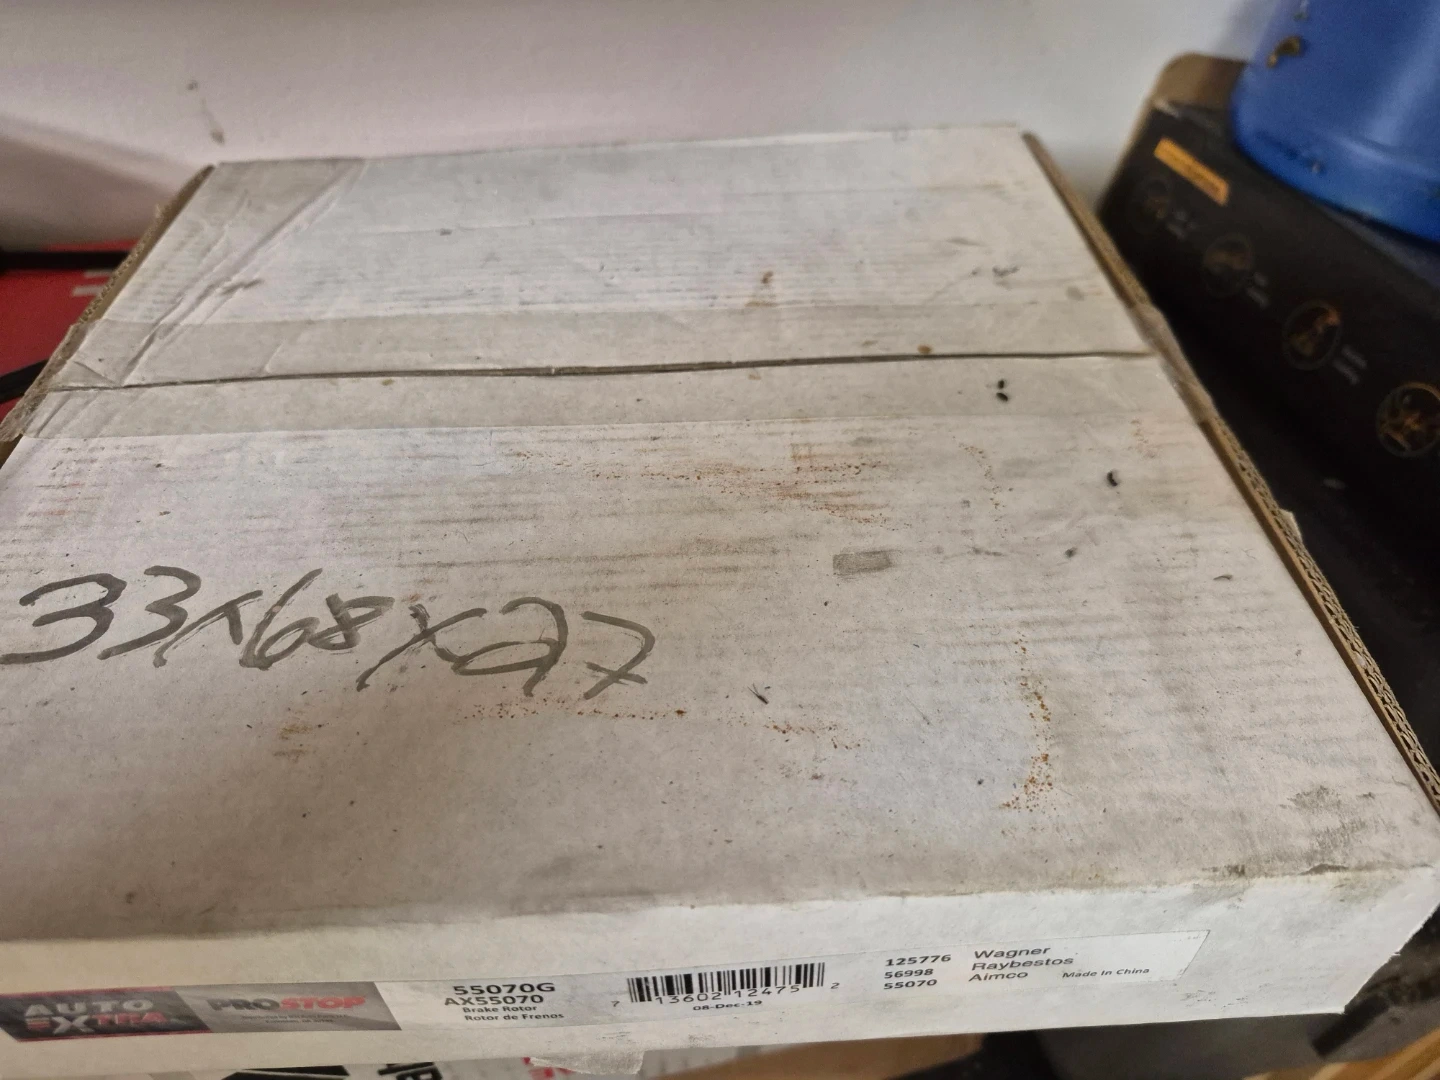 33x68x27
AUTO
EXTRA
PROSTOP
55070G
AX55070
Brake Rotor
Rotor de Frenos
7 13602 12475 2
08-Dec-19
125776 Wagner
56998 Raybestos
55070 Aimco Made In China